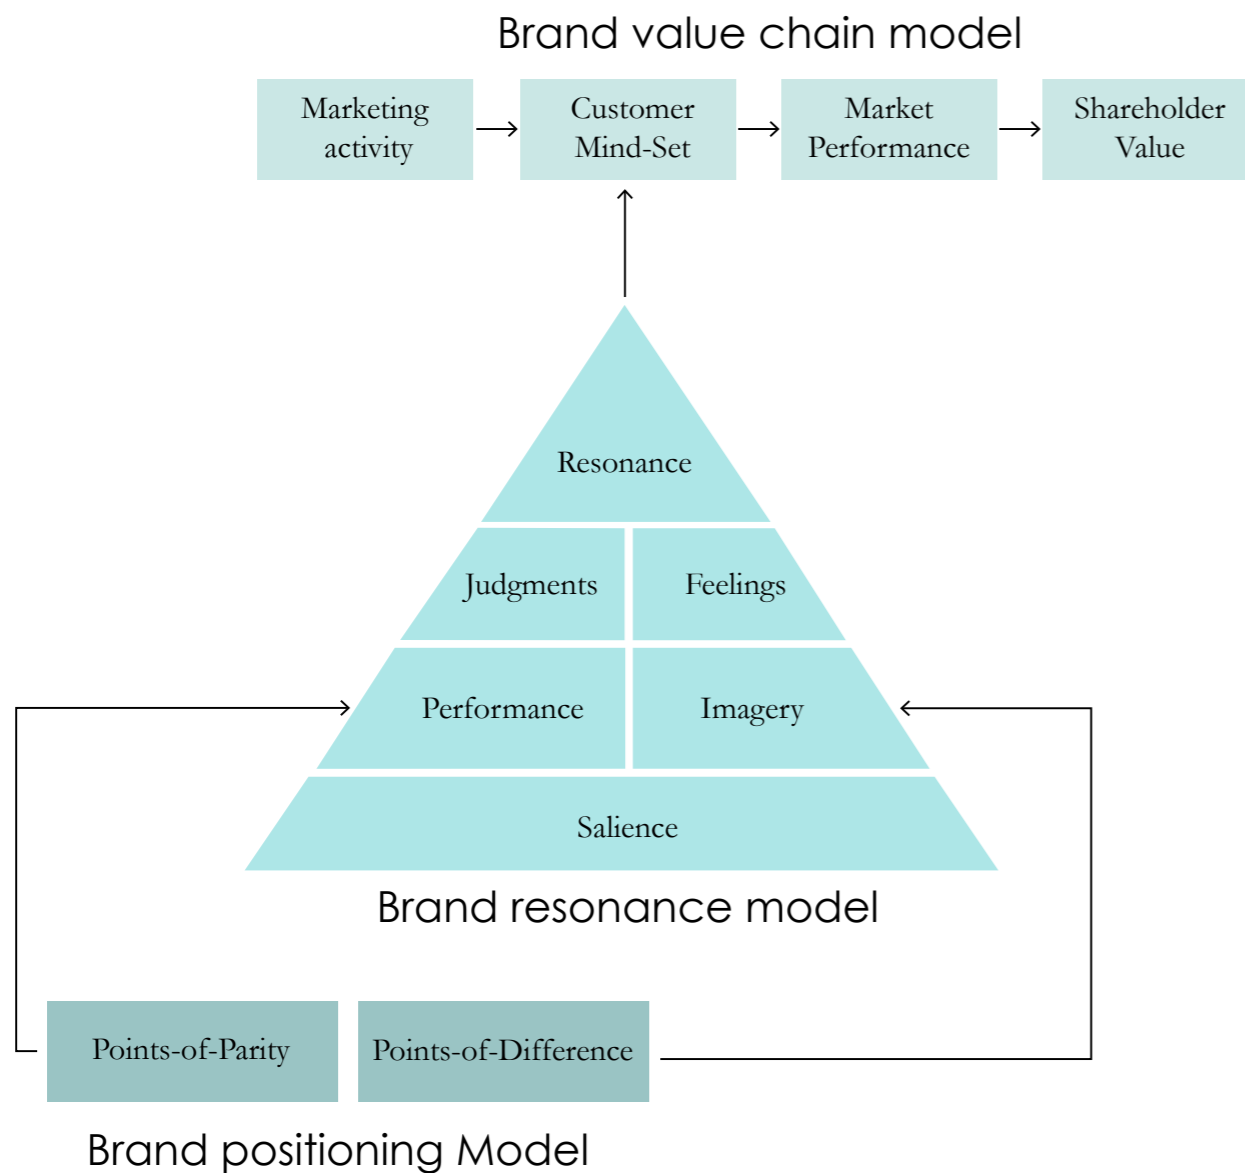 Brand value chain model
Marketing
activity
Customer
Mind-Set
Market
Performance
Shareholder
Value
Resonance
Judgments
Feelings
Performance
Imagery
Salience
Brand resonance model
Points-of-Parity
Points-of-Difference
Brand positioning Model